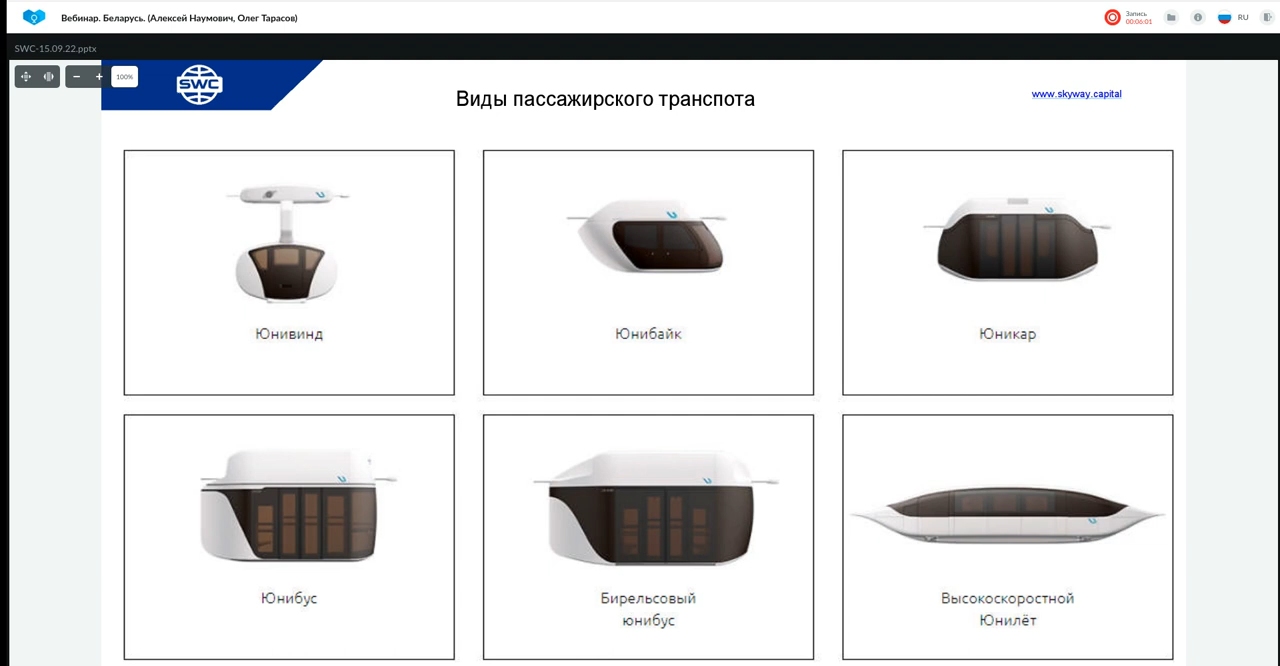 Вебинар. Беларусь. (Алексей Наумович, Олег Тарасов)
Запись
00:06:01
RU
SWC-15.09.22.pptx
100%
SWC
Виды пассажирского транспота
www.skyway.capital
Юнивинд
Юнибайк
Юникар
Юнибус
Бирельсовый
юнибус
Высокоскоростной
Юнилёт